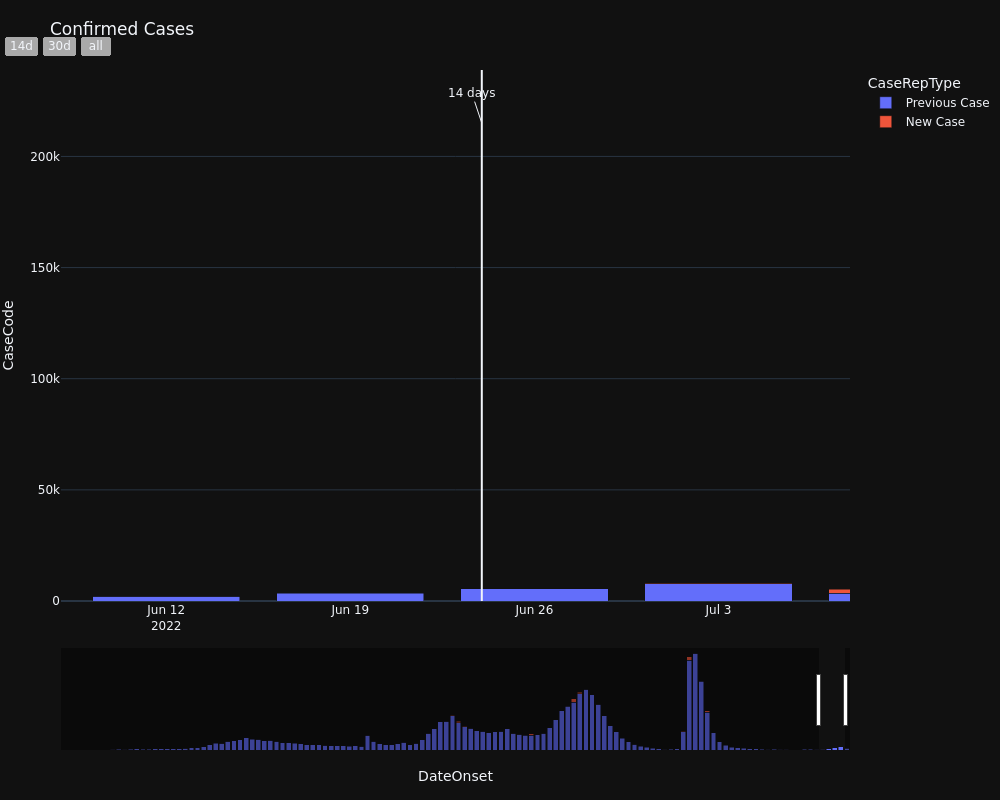 Confirmed Cases
14d 30d all
CaseRepType
Previous Case
New Case
14 days
200k
150k
100k
50k
0
CaseCode
Jun 12 Jun 19 Jun 26 Jul 3
2022
DateOnset